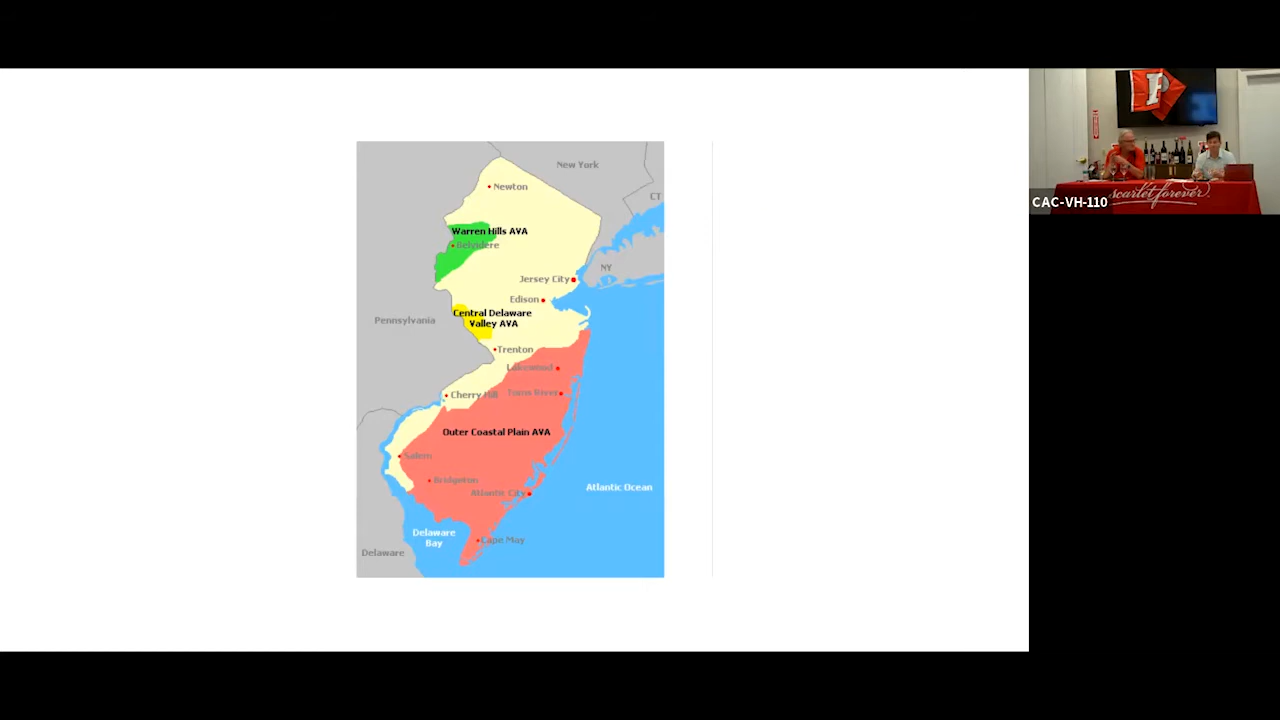 New York
Newton
CT
Warren Hills AVA
Belvidere
NY
Jersey City
Edison
Central Delaware
Valley AVA
Pennsylvania
Trenton
Lakewood
Toms River
Cherry Hill
Outer Coastal Plain AVA
Salem
Bridgeton
Atlantic City
Atlantic Ocean
Delaware
Bay
Cape May
Delaware
R
scarlet forever.
CAC-VH-110